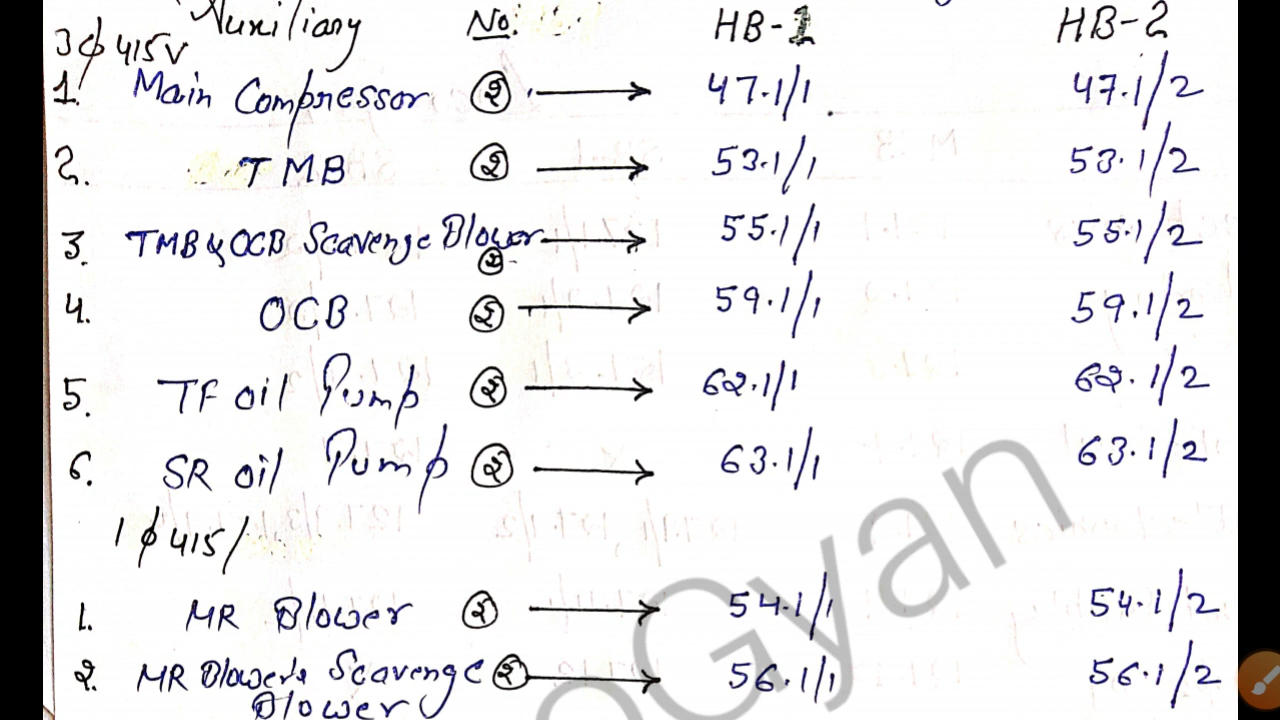 Auxiliary No. HB-1 HB-2
3ϕ 415V
1. Main Compressor ② → 47.1/1 47.1/2
2. TMB ② → 53.1/1 53.1/2
3. TMB & OCB Scavenge Blower → 55.1/1 55.1/2
②
4. OCB ② → 59.1/1 59.1/2
5. TF oil Pump ② → 62.1/1 62.1/2
6. SR oil Pump ② → 63.1/1 63.1/2
1 ϕ 415/
1. MR Blower ② → 54.1/1 54.1/2
2. MR Blower's Scavenge ② → 56.1/1 56.1/2
Blower
oGyan